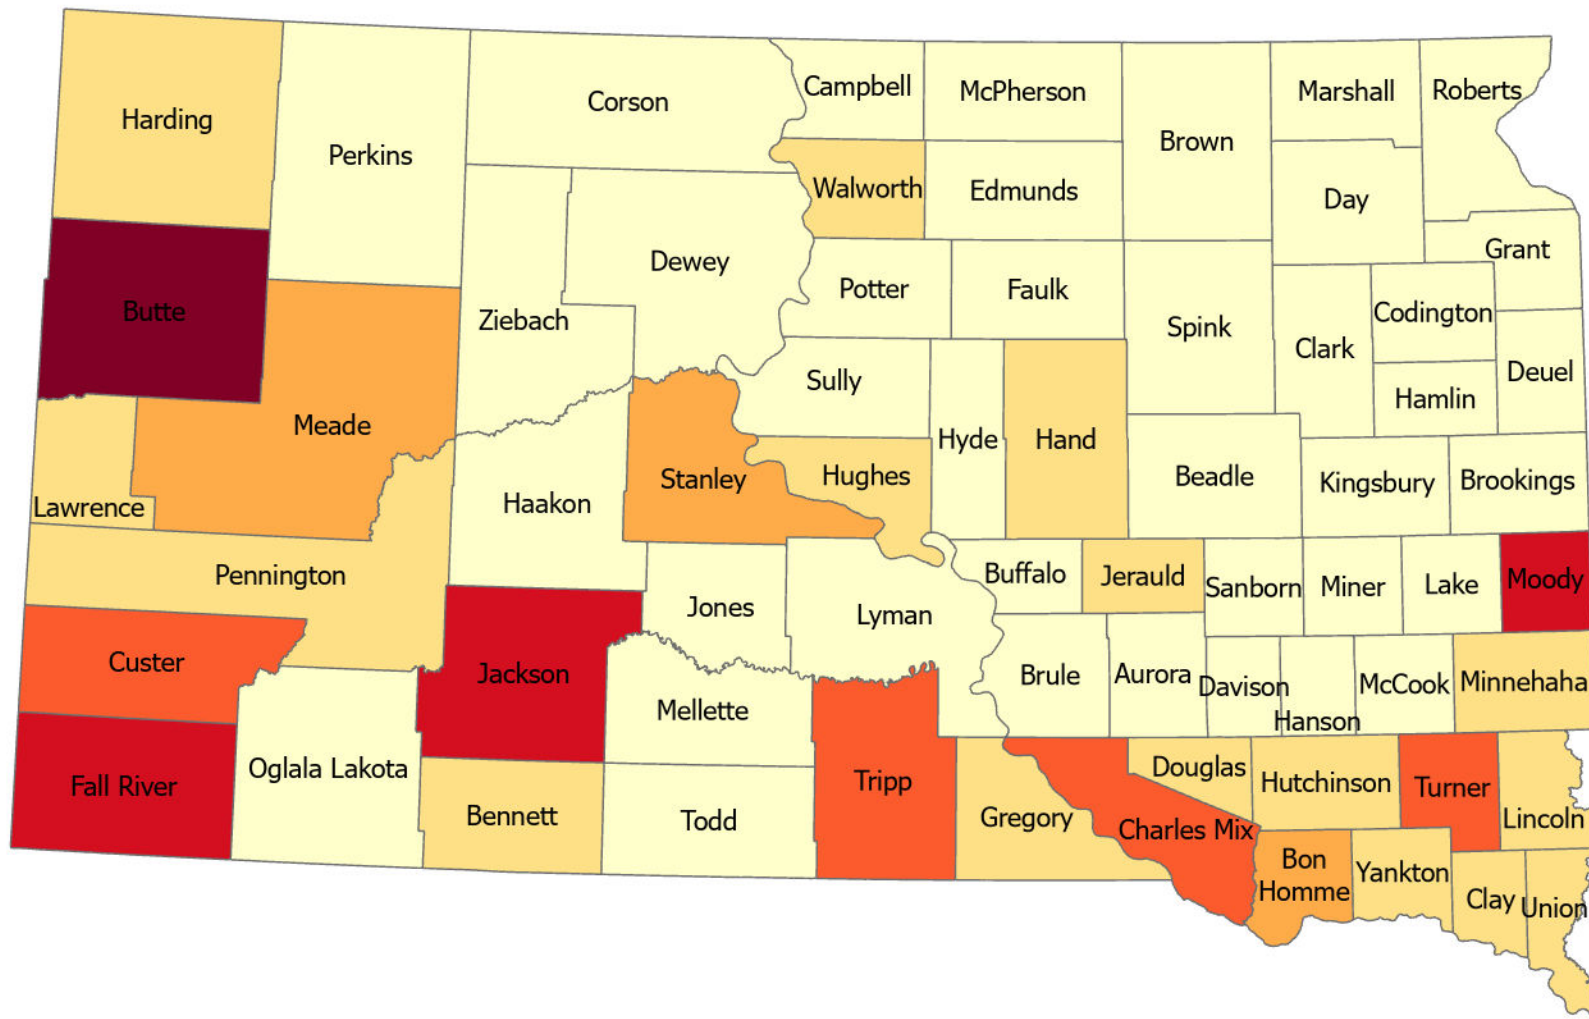 Campbell
McPherson
Marshall
Roberts
Harding
Corson
Brown
Perkins
Walworth
Edmunds
Day
Dewey
Grant
Potter
Faulk
Butte
Ziebach
Codington
Spink
Clark
Deuel
Sully
Hamlin
Meade
Hyde
Hand
Stanley
Hughes
Beadle
Kingsbury
Brookings
Lawrence
Haakon
Pennington
Buffalo
Jerauld
Sanborn
Miner
Lake
Moody
Jones
Lyman
Custer
Jackson
Brule
Aurora
Davison
McCook
Minnehaha
Mellette
Hanson
Fall River
Oglala Lakota
Tripp
Douglas
Hutchinson
Turner
Bennett
Todd
Gregory
Charles Mix
Lincoln
Bon
Homme
Yankton
Clay
Union